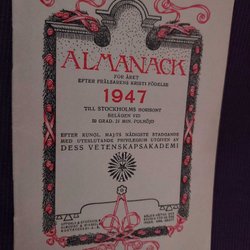 ALMANACK
FÖR ÅRET
EFTER FRÄLSARENS KRISTI FÖDELSE
1947
TILL STOCKHOLMS HORISONT
BELÄGEN VID
59 GRAD. 21 MIN. POLHÖJD
EFTER KUNGL. MAJ:TS NÅDIGSTE STADGANDE
MED UTESLUTANDE PRIVILEGIUM UTGIVEN AV
DESS VETENSKAPSAKADEMI